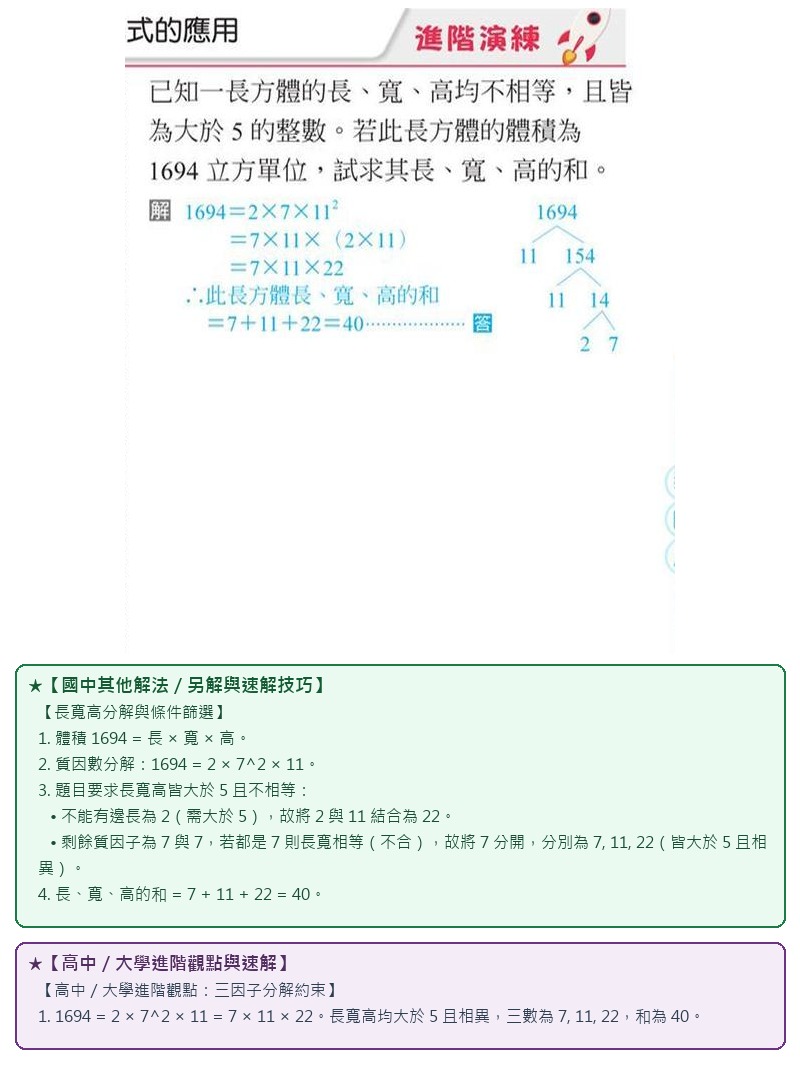 式的應用
進階演練
已知一長方體的長、寬、高均不相等，且皆
為大於 5 的整數。若此長方體的體積為
1694 立方單位，試求其長、寬、高的和。
解 1694＝2×7×11²
＝7×11×（2×11）
＝7×11×22
∴此長方體長、寬、高的和
＝7＋11＋22＝40⋯⋯⋯⋯⋯⋯ 答
1694
11 154
11 14
2 7
★【國中其他解法 / 另解與速解技巧】
【長寬高分解與條件篩選】
1. 體積 1694 = 長 × 寬 × 高。
2. 質因數分解：1694 = 2 × 7^2 × 11。
3. 題目要求長寬高皆大於 5 且不相等：
• 不能有邊長為 2（需大於 5），故將 2 與 11 結合為 22。
• 剩餘質因子為 7 與 7，若都是 7 則長寬相等（不合），故將 7 分開，分別為 7, 11, 22（皆大於 5 且相
異）。
4. 長、寬、高的和 = 7 + 11 + 22 = 40。
★【高中 / 大學進階觀點與速解】
【高中 / 大學進階觀點：三因子分解約束】
1. 1694 = 2 × 7^2 × 11 = 7 × 11 × 22。長寬高均大於 5 且相異，三數為 7, 11, 22，和為 40。